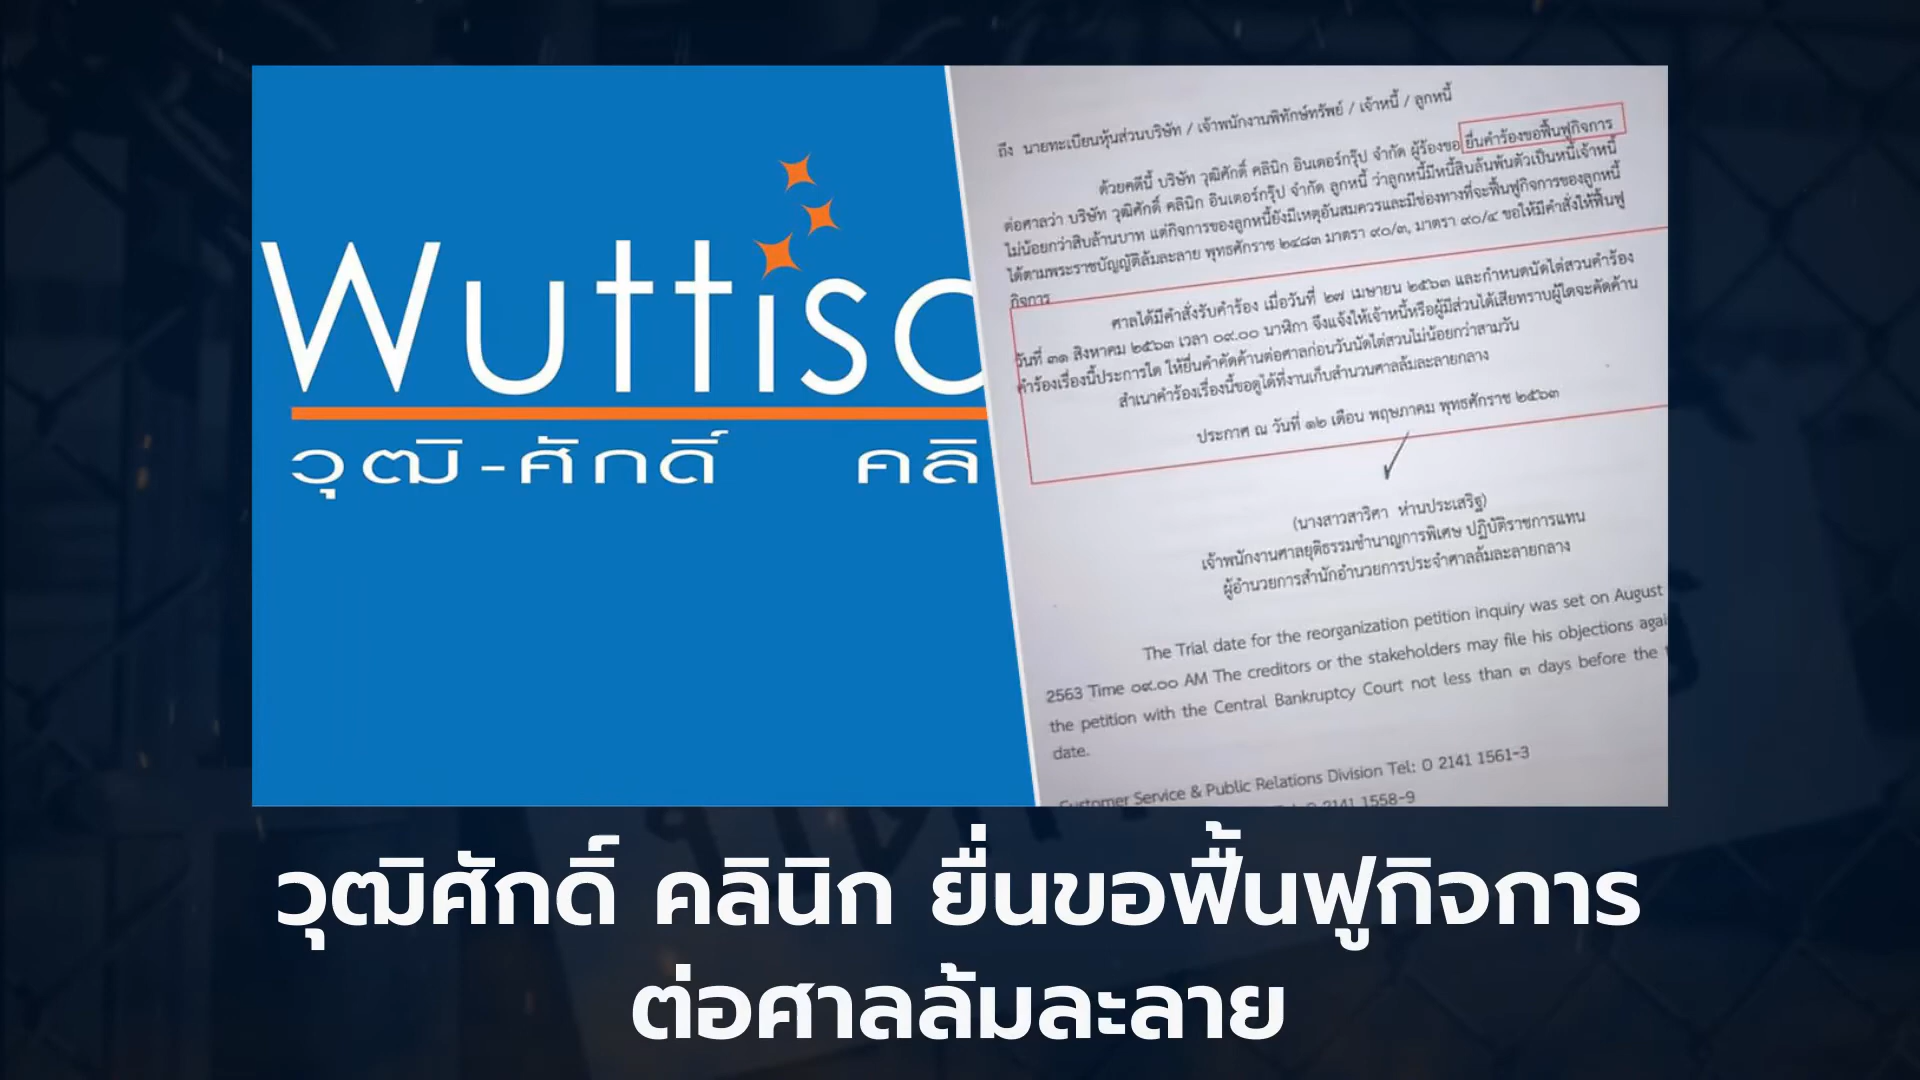 Wuttisa
วุฒิ-ศักดิ์ คลิ
ถึง นายทะเบียนหุ้นส่วนบริษัท / เจ้าพนักงานพิทักษ์ทรัพย์ / เจ้าหนี้ / ลูกหนี้
ด้วยคดีนี้ บริษัท วุฒิศักดิ์ คลินิก อินเตอร์กรุ๊ป จำกัด ผู้ร้องขอ ยื่นคำร้องขอฟื้นฟูกิจการ
ต่อศาลว่า บริษัท วุฒิศักดิ์ คลินิก อินเตอร์กรุ๊ป จำกัด ลูกหนี้ ว่าลูกหนี้มีหนี้สินล้นพ้นตัวเป็นหนี้เจ้าหนี้
ไม่น้อยกว่าสิบล้านบาท แต่กิจการของลูกหนี้ยังมีเหตุอันสมควรและมีช่องทางที่จะฟื้นฟูกิจการของลูกหนี้
ได้ตามพระราชบัญญัติล้มละลาย พุทธศักราช ๒๔๘๓ มาตรา ๙๐/๓, มาตรา ๙๐/๔ ขอให้มีคำสั่งให้ฟื้นฟู
กิจการ
ศาลได้มีคำสั่งรับคำร้อง เมื่อวันที่ ๒๗ เมษายน ๒๕๖๓ และกำหนดนัดไต่สวนคำร้อง
วันที่ ๓๑ สิงหาคม ๒๕๖๓ เวลา ๐๙.๐๐ นาฬิกา จึงแจ้งให้เจ้าหนี้หรือผู้มีส่วนได้เสียทราบผู้ใดจะคัดค้าน
คำร้องเรื่องนี้ประการใด ให้ยื่นคำคัดค้านต่อศาลก่อนวันนัดไต่สวนไม่น้อยกว่าสามวัน
สำเนาคำร้องเรื่องนี้ขอดูได้ที่งานเก็บสำนวนศาลล้มละลายกลาง
ประกาศ ณ วันที่ ๑๒ เดือน พฤษภาคม พุทธศักราช ๒๕๖๓
(นางสาวสาริศา ห่านประเสริฐ)
เจ้าพนักงานศาลยุติธรรมชำนาญการพิเศษ ปฏิบัติราชการแทน
ผู้อำนวยการสำนักอำนวยการประจำศาลล้มละลายกลาง
The Trial date for the reorganization petition inquiry was set on August
2563 Time ๐๙.๐๐ AM The creditors or the stakeholders may file his objections agai
the petition with the Central Bankruptcy Court not less than ๓ days before the t
date.
Customer Service & Public Relations Division Tel: 0 2141 1561-3
0 2141 1558-9
วุฒิศักดิ์ คลินิก ยื่นขอฟื้นฟูกิจการ
ต่อศาลล้มละลาย